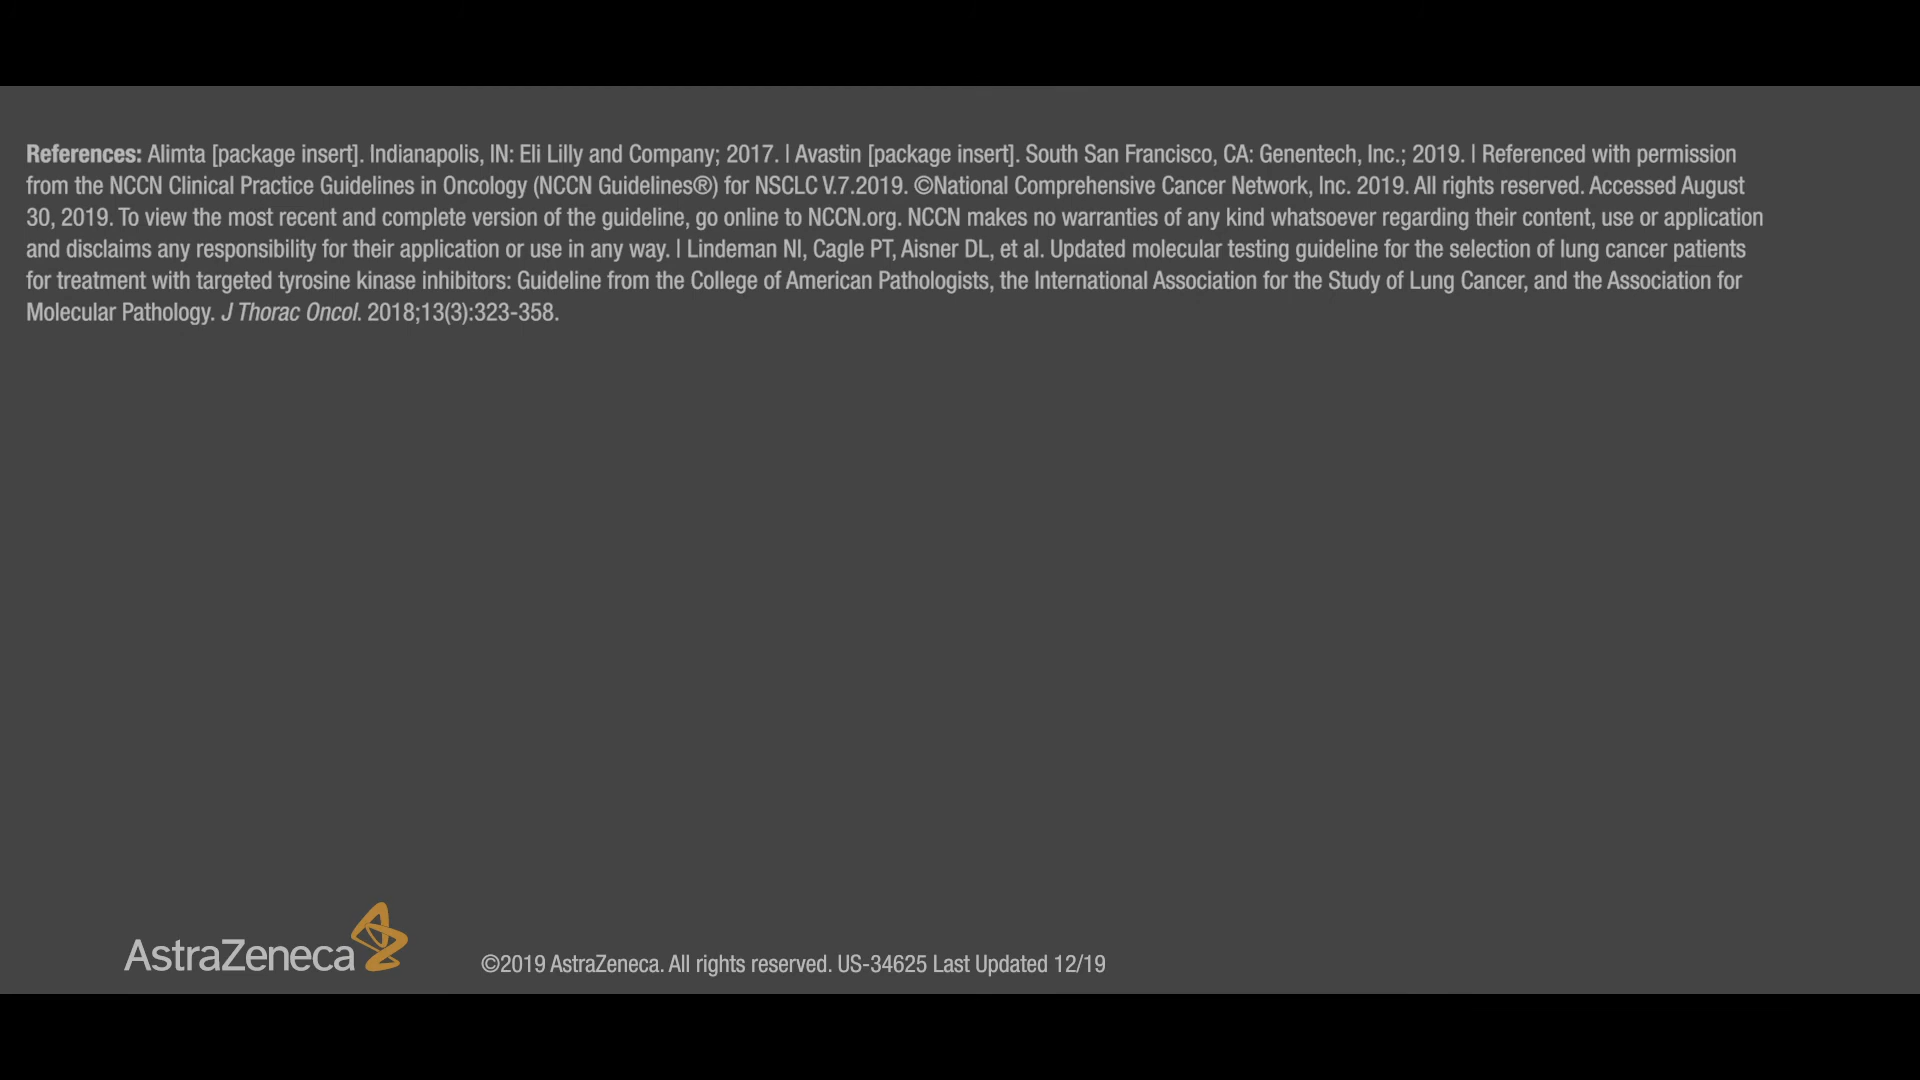 References: Alimta [package insert]. Indianapolis, IN: Eli Lilly and Company; 2017. | Avastin [package insert]. South San Francisco, CA: Genentech, Inc.; 2019. | Referenced with permission
from the NCCN Clinical Practice Guidelines in Oncology (NCCN Guidelines®) for NSCLC V.7.2019. ©National Comprehensive Cancer Network, Inc. 2019. All rights reserved. Accessed August
30, 2019. To view the most recent and complete version of the guideline, go online to NCCN.org. NCCN makes no warranties of any kind whatsoever regarding their content, use or application
and disclaims any responsibility for their application or use in any way. | Lindeman NI, Cagle PT, Aisner DL, et al. Updated molecular testing guideline for the selection of lung cancer patients
for treatment with targeted tyrosine kinase inhibitors: Guideline from the College of American Pathologists, the International Association for the Study of Lung Cancer, and the Association for
Molecular Pathology. J Thorac Oncol. 2018;13(3):323-358.
AstraZeneca
©2019 AstraZeneca. All rights reserved. US-34625 Last Updated 12/19